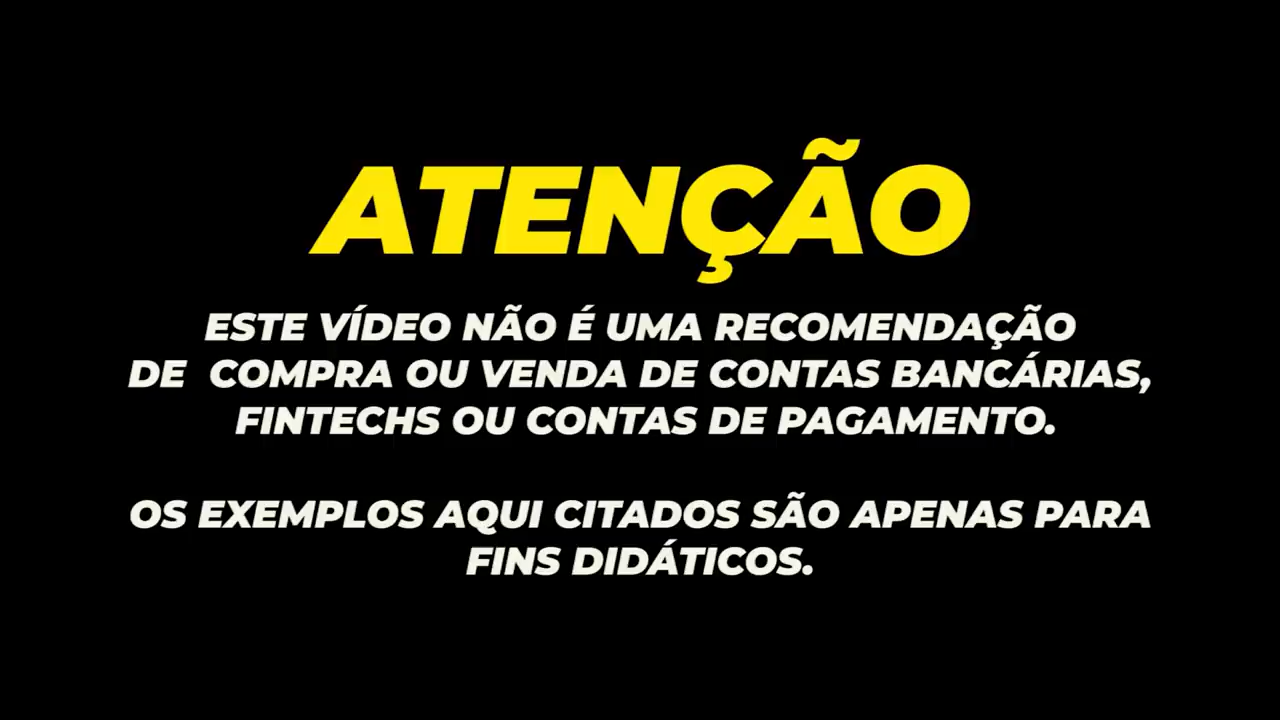 ATENÇÃO
ESTE VÍDEO NÃO É UMA RECOMENDAÇÃO
DE COMPRA OU VENDA DE CONTAS BANCÁRIAS,
FINTECHS OU CONTAS DE PAGAMENTO.
OS EXEMPLOS AQUI CITADOS SÃO APENAS PARA
FINS DIDÁTICOS.